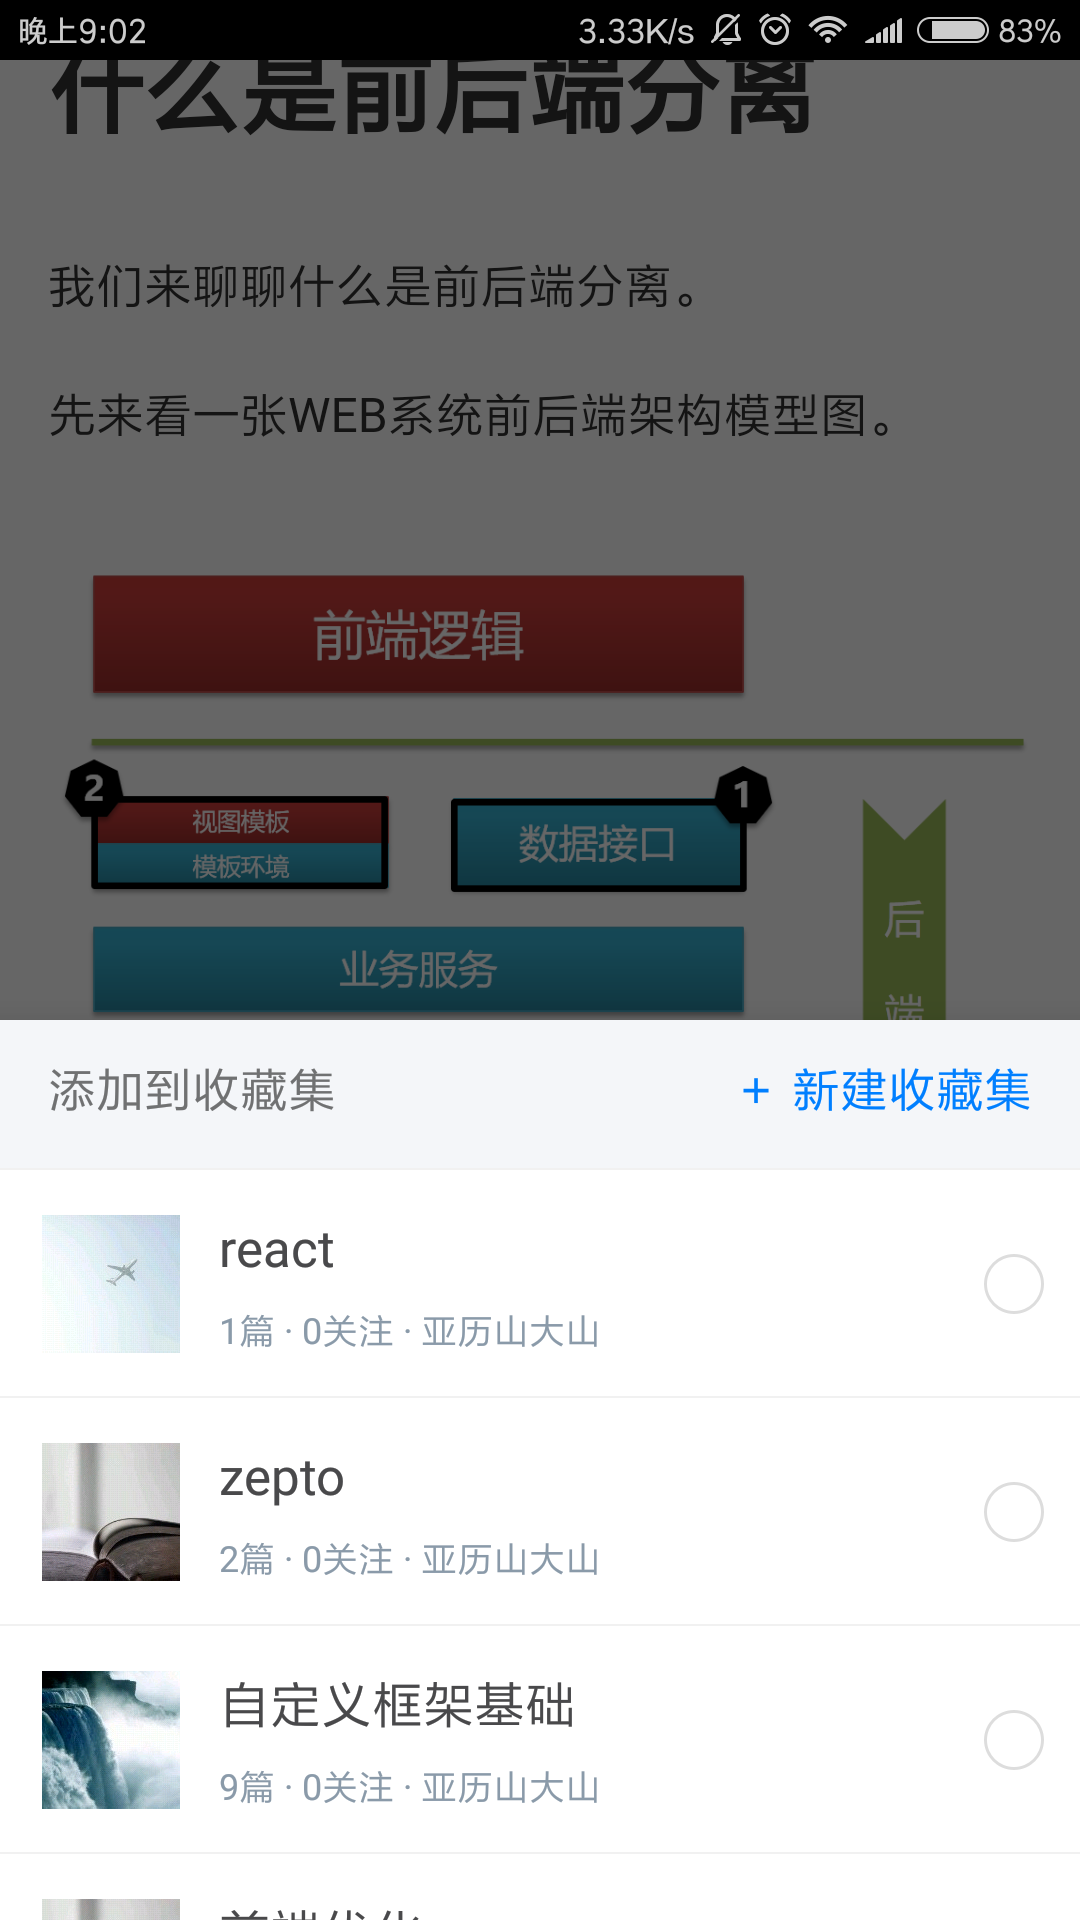 晚上9:02 3.33K/s 83%
什么是前后端分离
我们来聊聊什么是前后端分离。
先来看一张WEB系统前后端架构模型图。
前端逻辑
2
1
视图模板
数据接口
模板环境
后
业务服务
端
添加到收藏集 + 新建收藏集
react
1篇 · 0关注 · 亚历山大山
zepto
2篇 · 0关注 · 亚历山大山
自定义框架基础
9篇 · 0关注 · 亚历山大山
前端优化